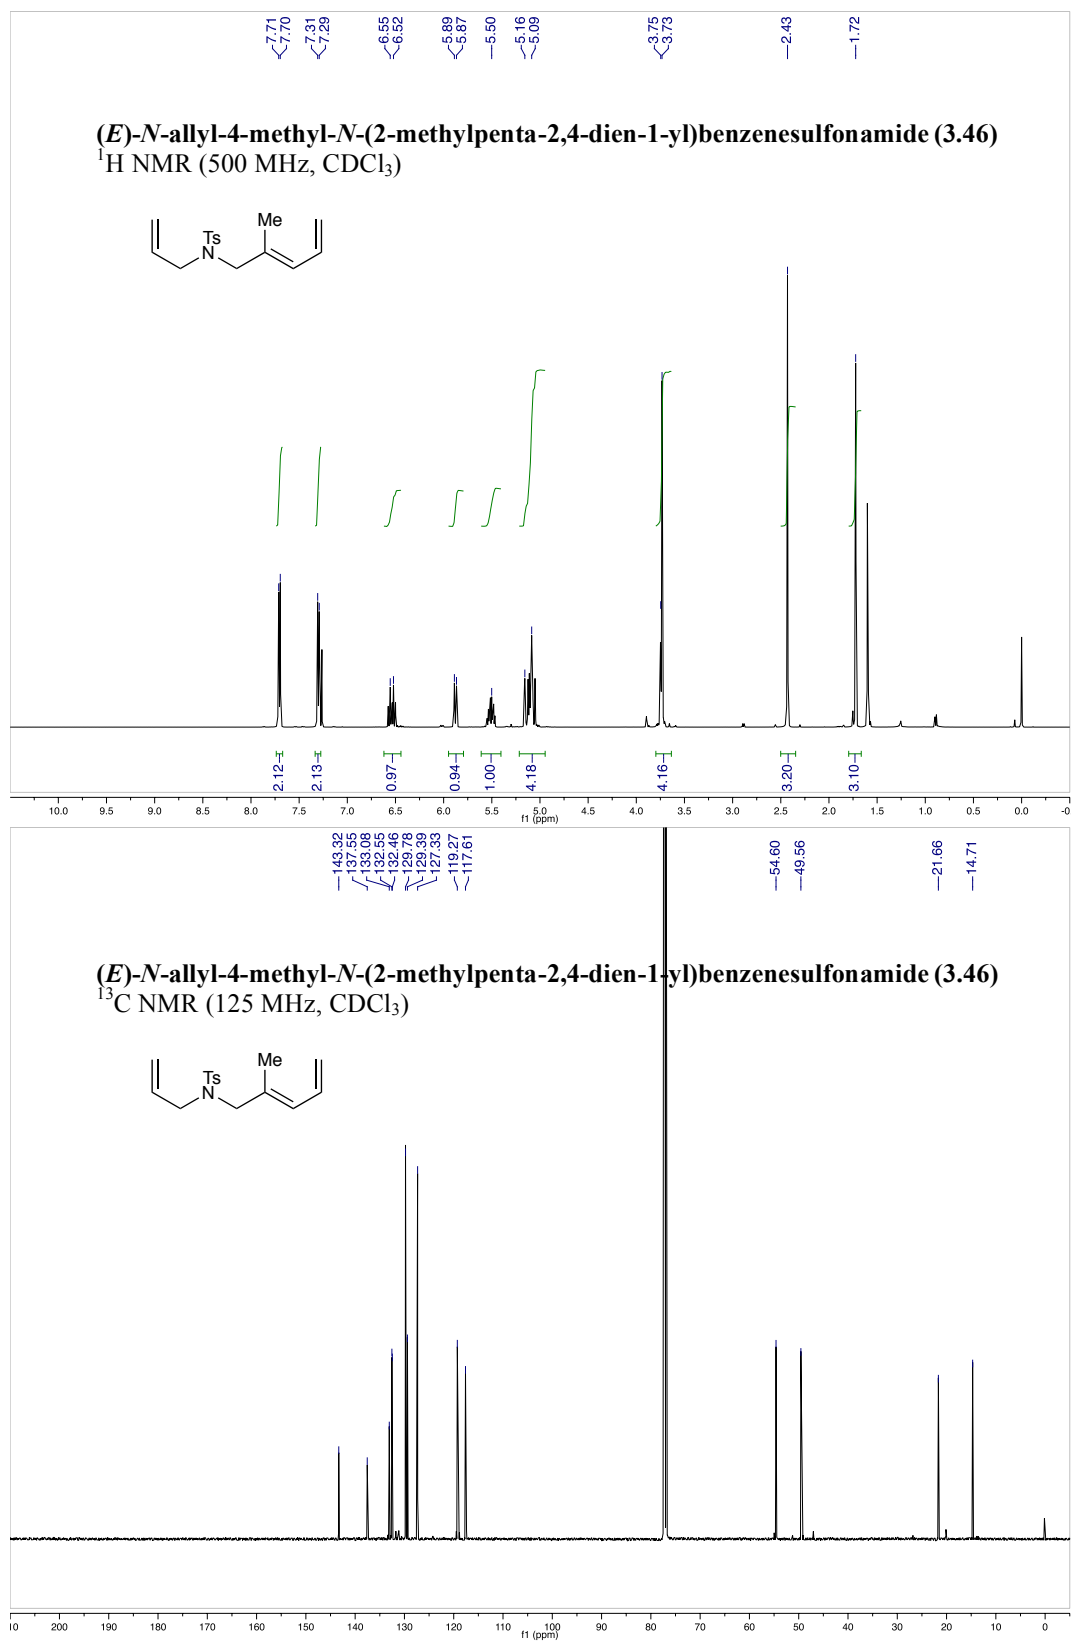 7.71
7.70
7.31
7.29
6.55
6.52
5.89
5.87
5.50
5.16
5.09
3.75
3.73
2.43
1.72
(E)-N-allyl-4-methyl-N-(2-methylpenta-2,4-dien-1-yl)benzenesulfonamide (3.46)
1H NMR (500 MHz, CDCl3)
Me
Ts
N
2.12
2.13
0.97
0.94
1.00
4.18
4.16
3.20
3.10
10.0 9.5 9.0 8.5 8.0 7.5 7.0 6.5 6.0 5.5 5.0 4.5 4.0 3.5 3.0 2.5 2.0 1.5 1.0 0.5 0.0 -0
f1 (ppm)
143.32
137.55
133.08
132.55
132.46
129.78
129.39
127.33
119.27
117.61
54.60
49.56
21.66
14.71
(E)-N-allyl-4-methyl-N-(2-methylpenta-2,4-dien-1-yl)benzenesulfonamide (3.46)
13C NMR (125 MHz, CDCl3)
Me
Ts
N
10 200 190 180 170 160 150 140 130 120 110 100 90 80 70 60 50 40 30 20 10 0
f1 (ppm)